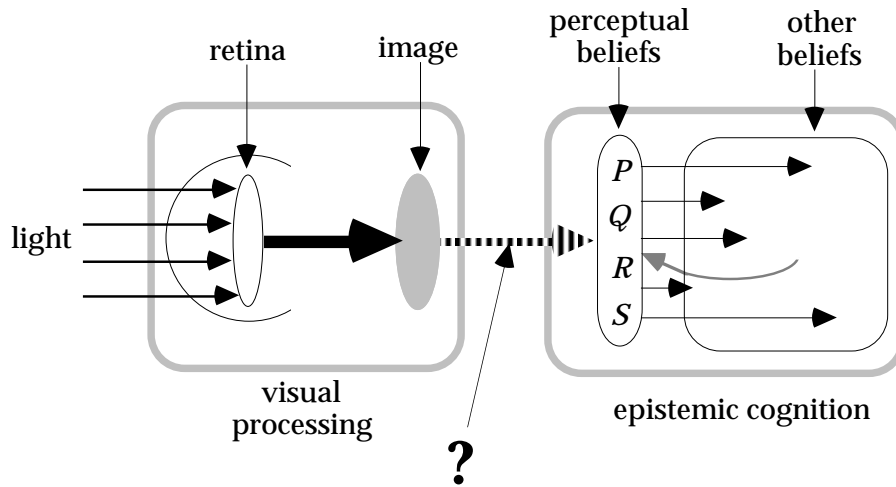 retina
image
perceptual
beliefs
other
beliefs
light
P
Q
R
S
visual
processing
epistemic cognition
?